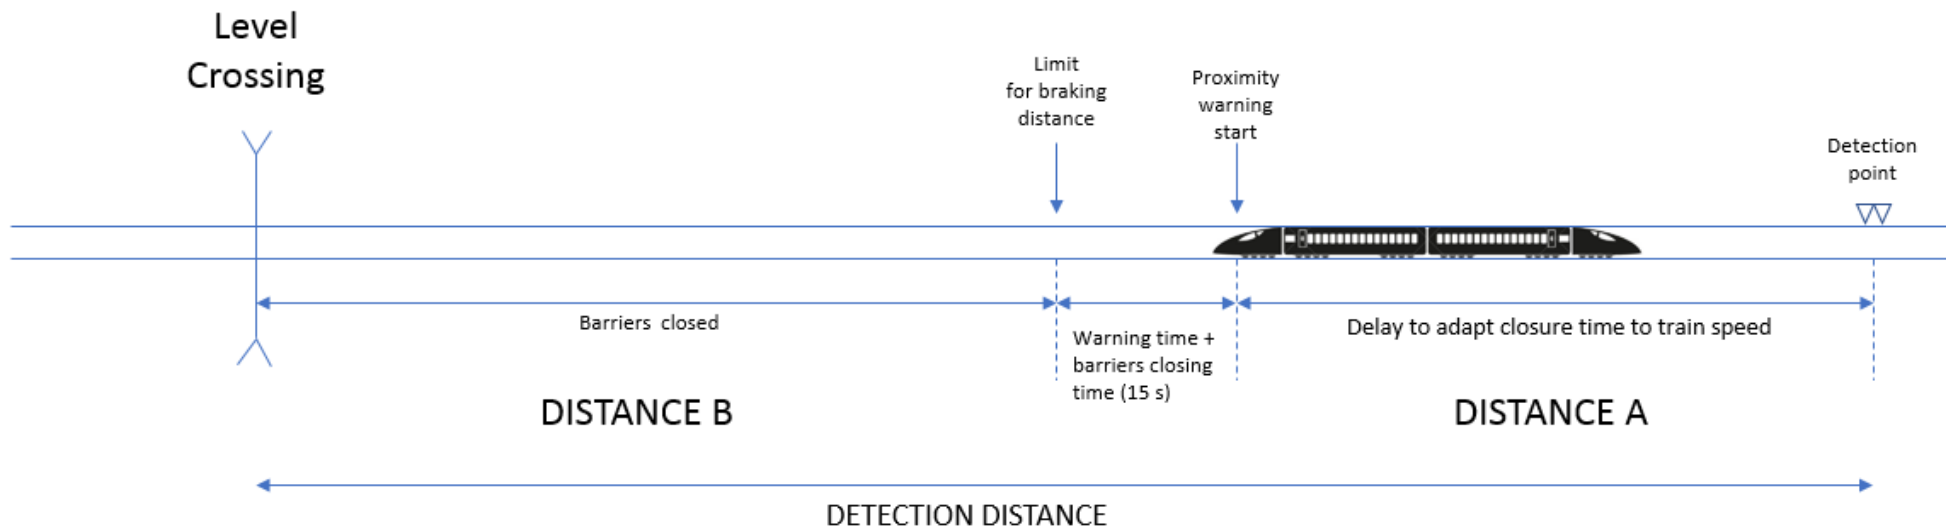 Level
Crossing
Limit
for braking
distance
Proximity
warning
start
Detection
point
Barriers closed
Warning time +
barriers closing
time (15 s)
Delay to adapt closure time to train speed
DISTANCE B
DISTANCE A
DETECTION DISTANCE